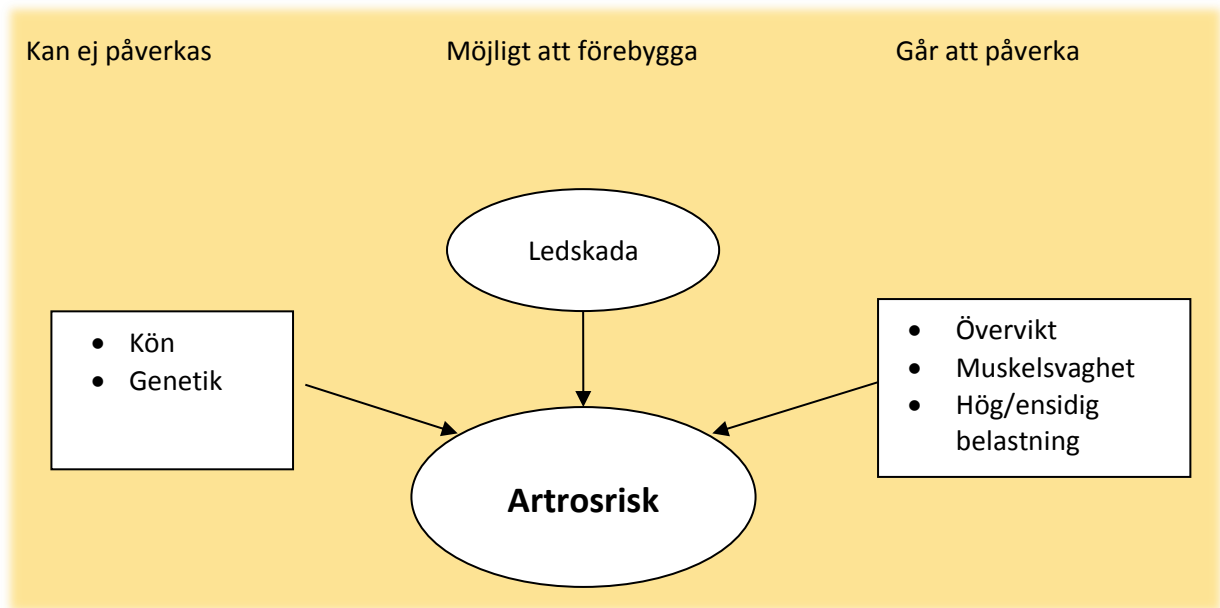 Kan ej påverkas
Möjligt att förebygga
Går att påverka
Ledskada
• Kön
• Genetik
• Övervikt
• Muskelsvaghet
• Hög/ensidig
belastning
Artrosrisk